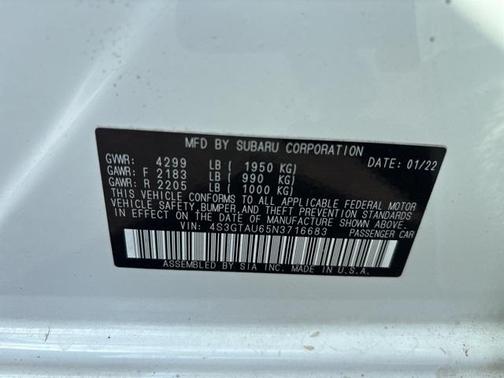 MFD BY SUBARU CORPORATION
GVWR: 4299 LB ( 1950 KG) DATE: 01/22
GAWR: F 2183 LB ( 990 KG)
GAWR: R 2205 LB ( 1000 KG)
THIS VEHICLE CONFORMS TO ALL APPLICABLE FEDERAL MOTOR
VEHICLE SAFETY, BUMPER, AND THEFT PREVENTION STANDARDS
IN EFFECT ON THE DATE OF MANUFACTURE SHOWN ABOVE.
VIN: 4S3GTAU65N3716683 PASSENGER CAR
ASSEMBLED BY SIA INC. MADE IN U.S.A.